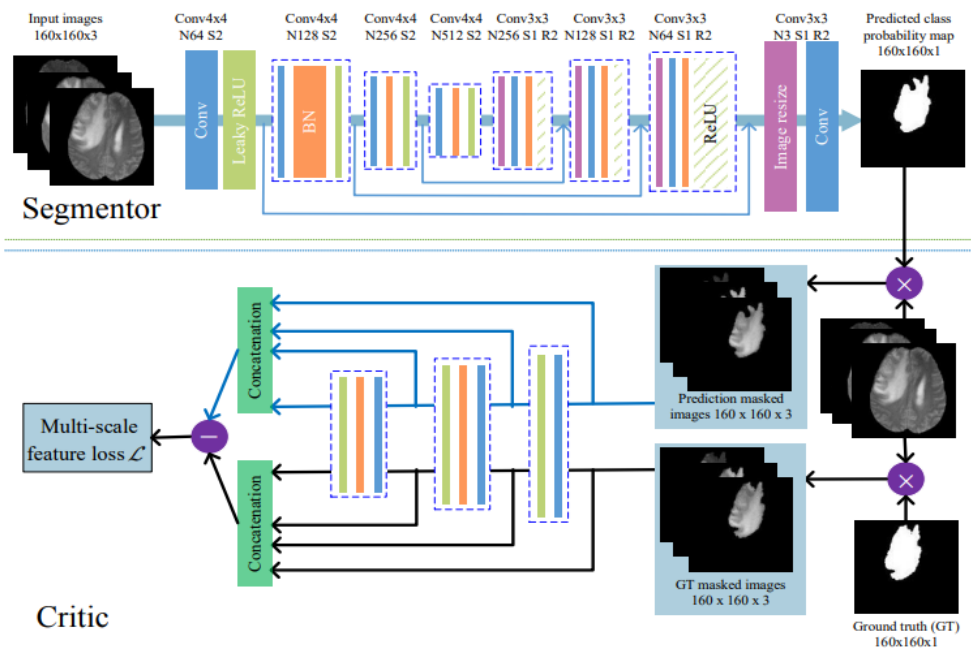 Input images
160x160x3
Conv4x4
N64 S2
Conv4x4
N128 S2
Conv4x4
N256 S2
Conv4x4
N512 S2
Conv3x3
N256 S1 R2
Conv3x3
N128 S1 R2
Conv3x3
N64 S1 R2
Conv3x3
N3 S1 R2
Predicted class
probability map
160x160x1
Conv
Leaky ReLU
BN
ReLU
Image resize
Conv
Segmentor
Concatenation
Prediction masked
images 160 x 160 x 3
×
Multi-scale
feature loss ℒ
−
Concatenation
GT masked images
160 x 160 x 3
×
Critic
Ground truth (GT)
160x160x1